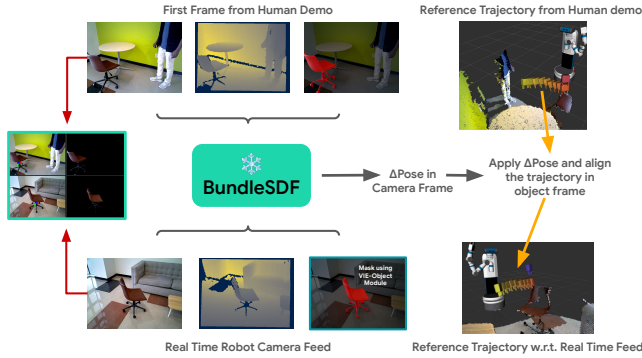 First Frame from Human Demo
Reference Trajectory from Human demo
BundleSDF
ΔPose in
Camera Frame
Apply ΔPose and align
the trajectory in
object frame
Mask using
VIE-Object
Module
Real Time Robot Camera Feed
Reference Trajectory w.r.t. Real Time Feed